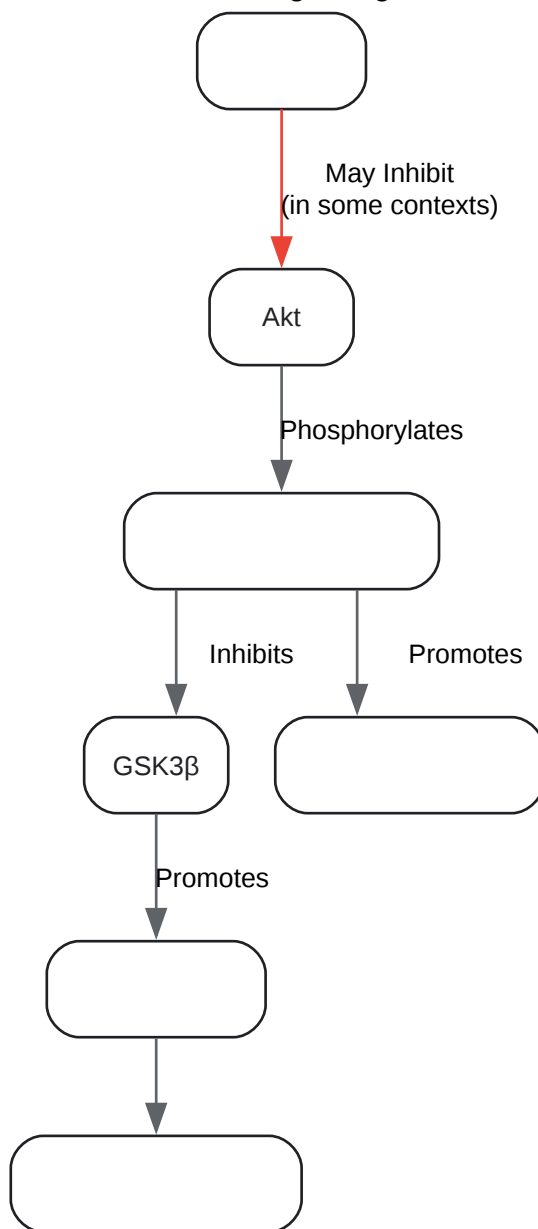 May Inhibit
(in some contexts)
Akt
Phosphorylates
Inhibits
Promotes
GSK3β
Promotes